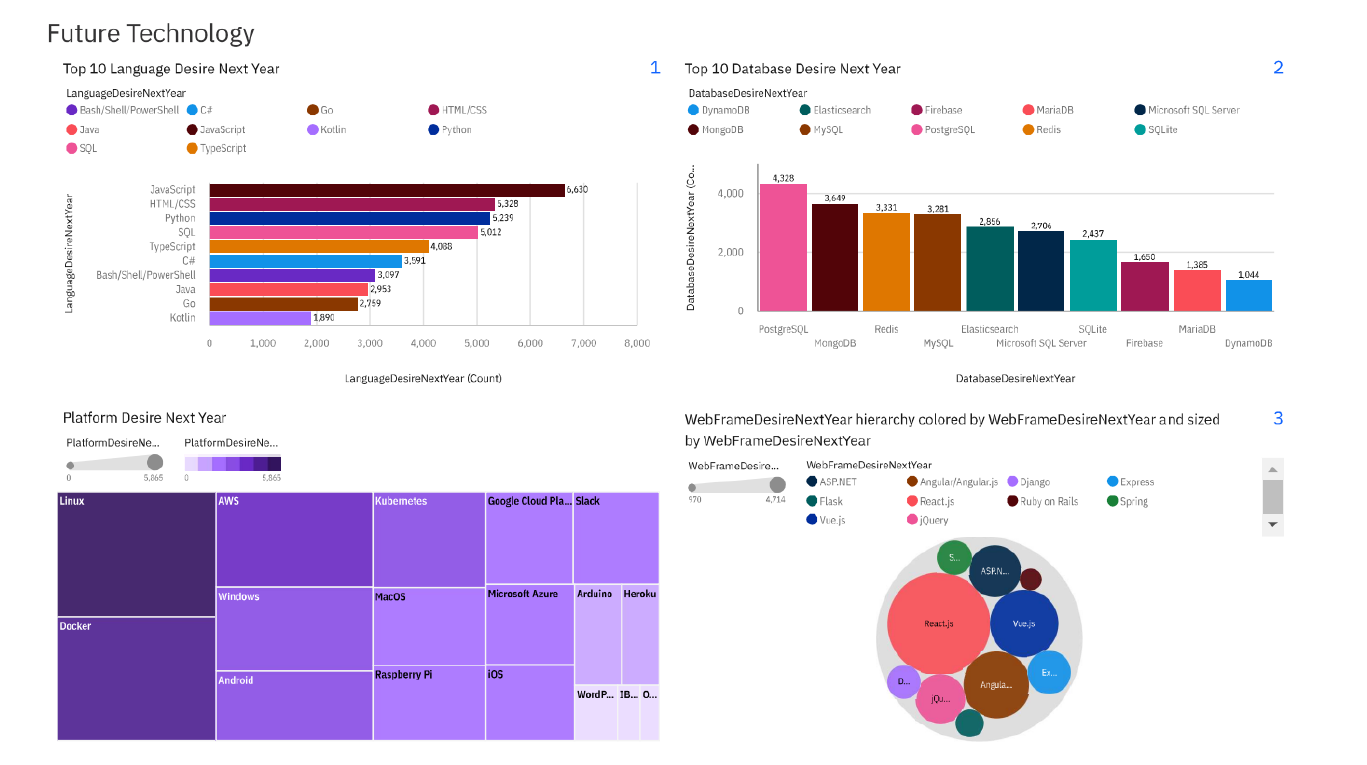 Future Technology
Top 10 Language Desire Next Year
1
LanguageDesireNextYear
Bash/Shell/PowerShell C# Go HTML/CSS
Java JavaScript Kotlin Python
SQL TypeScript
LanguageDesireNextYear
JavaScript 6,630
HTML/CSS 5,328
Python 5,239
SQL 5,012
TypeScript 4,088
C# 3,591
Bash/Shell/PowerShell 3,097
Java 2,953
Go 2,759
Kotlin 1,890
0 1,000 2,000 3,000 4,000 5,000 6,000 7,000 8,000
LanguageDesireNextYear (Count)
Top 10 Database Desire Next Year
2
DatabaseDesireNextYear
DynamoDB Elasticsearch Firebase MariaDB Microsoft SQL Server
MongoDB MySQL PostgreSQL Redis SQLite
DatabaseDesireNextYear (Co...
4,000
2,000
0
4,328 3,649 3,331 3,281 2,856 2,706 2,437 1,650 1,385 1,044
PostgreSQL Redis Elasticsearch SQLite MariaDB
MongoDB MySQL Microsoft SQL Server Firebase DynamoDB
DatabaseDesireNextYear
Platform Desire Next Year
PlatformDesireNe... PlatformDesireNe...
0 5,865 0 5,865
Linux AWS Kubernetes Google Cloud Pla... Slack
Windows MacOS Microsoft Azure Arduino Heroku
Docker
Android Raspberry Pi iOS
WordP... IB... O...
WebFrameDesireNextYear hierarchy colored by WebFrameDesireNextYear and sized
by WebFrameDesireNextYear
3
WebFrameDesire... WebFrameDesireNextYear
970 4,714
ASP.NET Angular/Angular.js Django Express
Flask React.js Ruby on Rails Spring
Vue.js jQuery
S...
ASP.N...
React.js
Vue.js
Ex...
D...
Angula...
jQu...